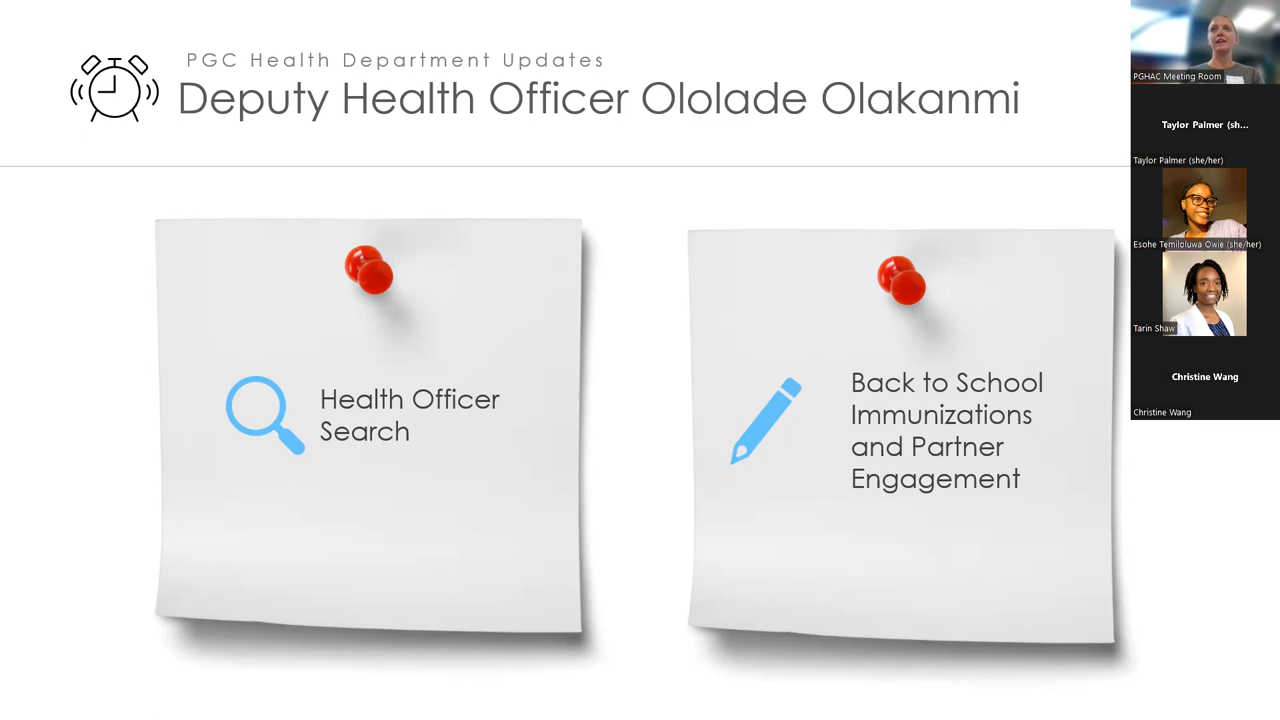 PGC Health Department Updates
Deputy Health Officer Ololade Olakanmi
Health Officer
Search
Back to School
Immunizations
and Partner
Engagement
PGHAC Meeting Room
Taylor Palmer (sh...
Taylor Palmer (she/her)
Esohe Temiloluwa Owie (she/her)
Tarin Shaw
Christine Wang
Christine Wang